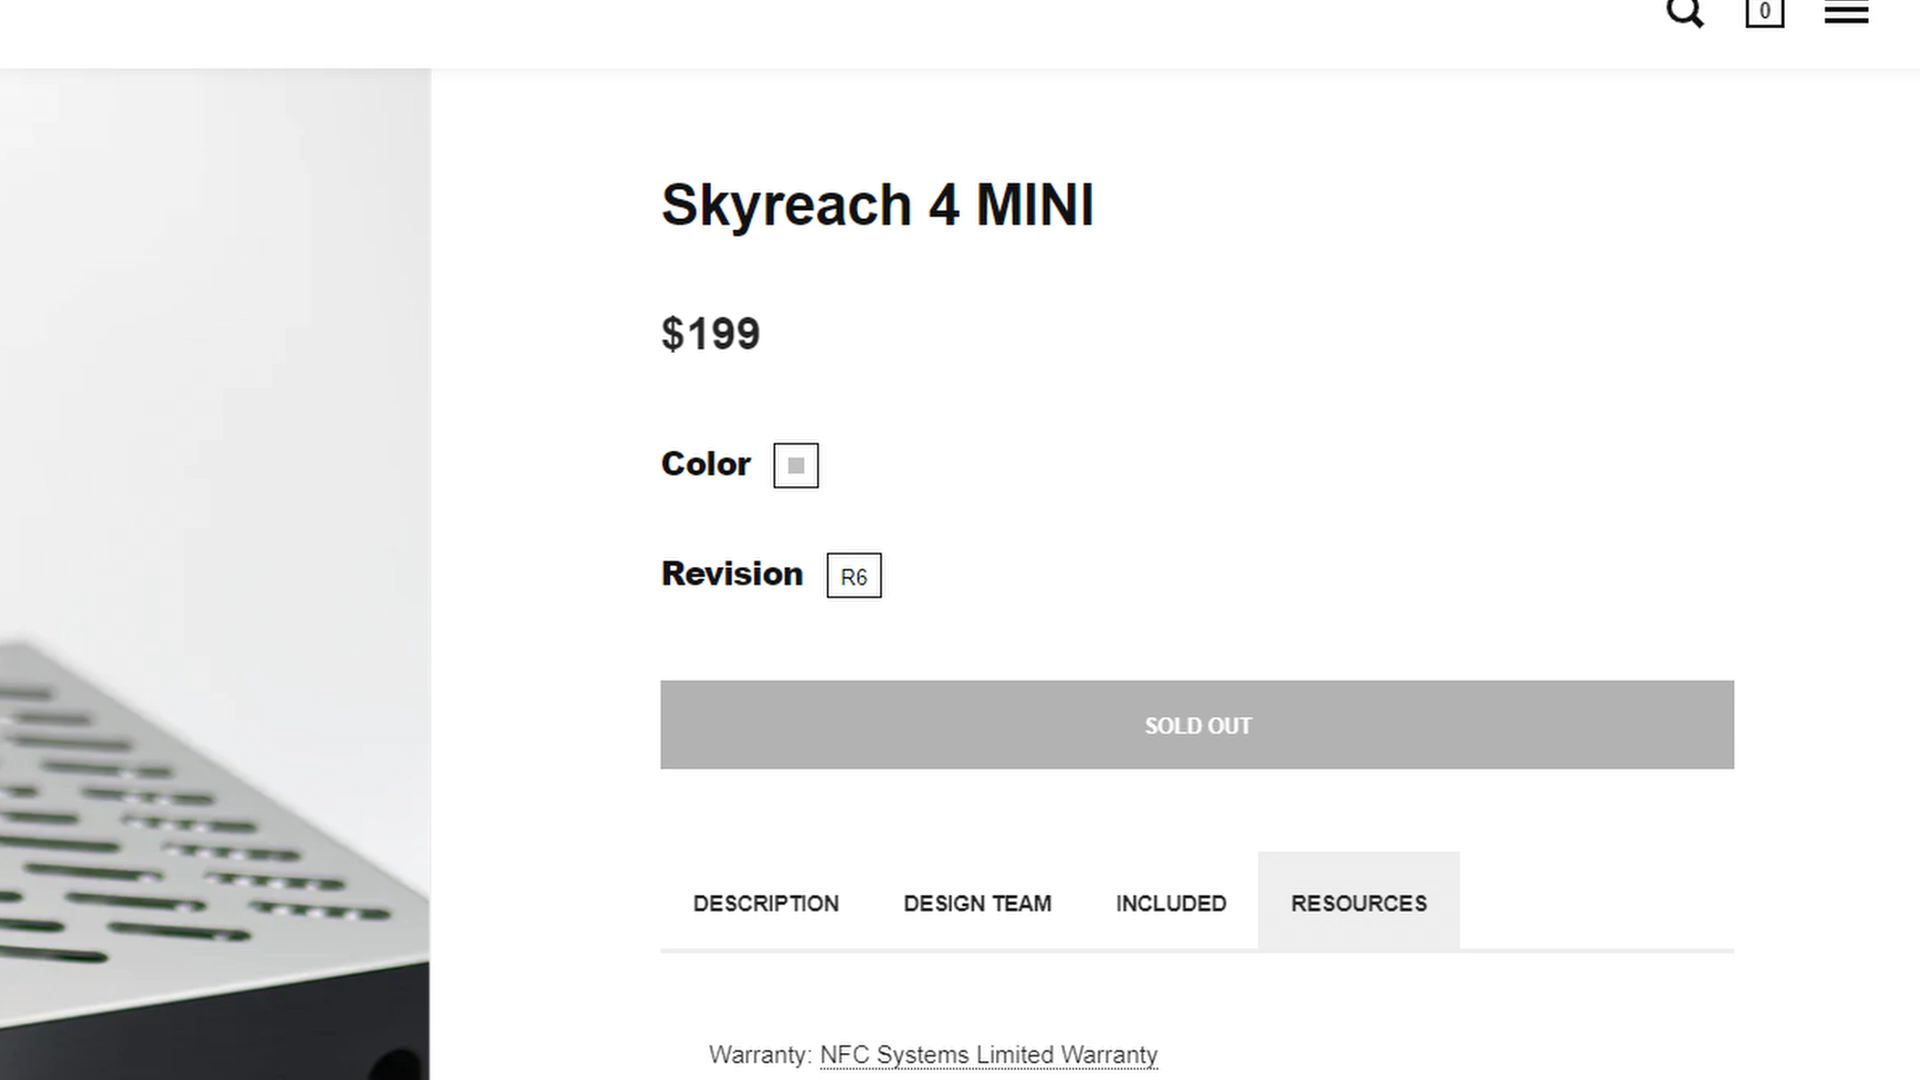 0
Skyreach 4 MINI
$199
Color
Revision R6
SOLD OUT
DESCRIPTION DESIGN TEAM INCLUDED RESOURCES
Warranty: NFC Systems Limited Warranty